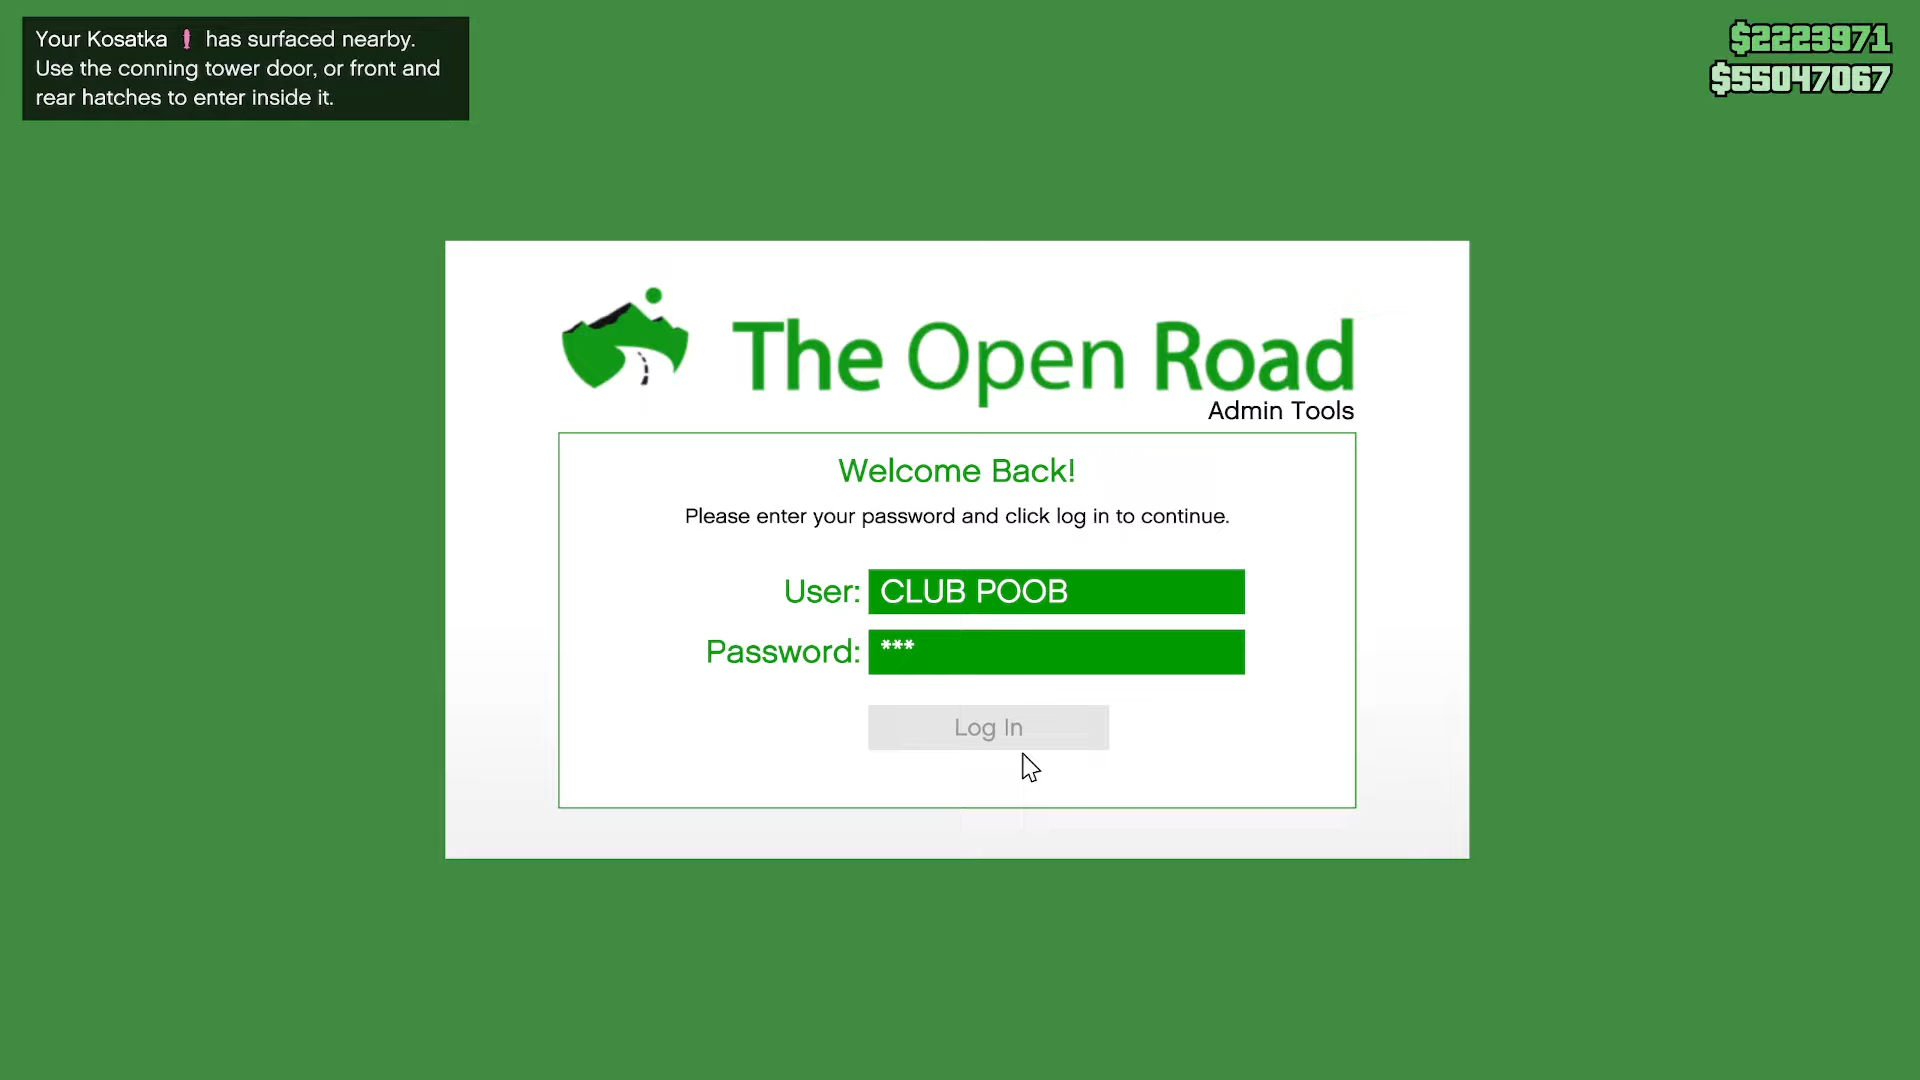 Your Kosatka has surfaced nearby.
Use the conning tower door, or front and
rear hatches to enter inside it.
$2223971
$55047067
The Open Road
Admin Tools
Welcome Back!
Please enter your password and click log in to continue.
User: CLUB POOB
Password: ***
Log In